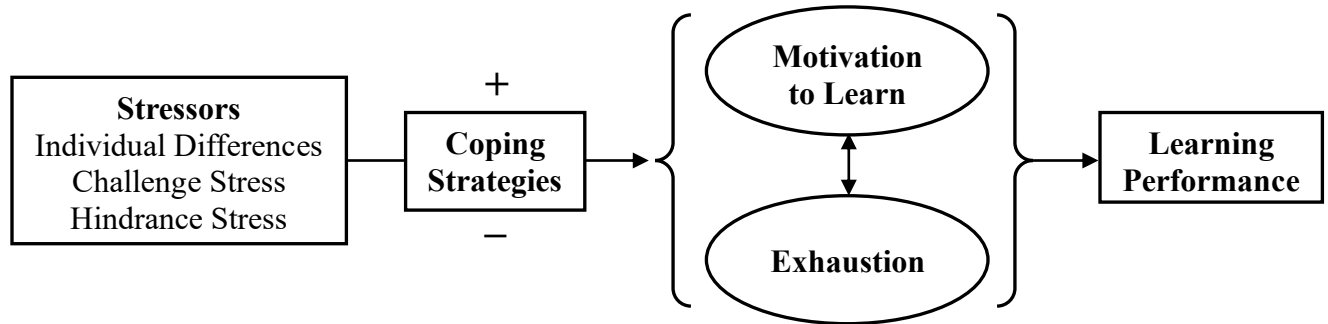 Stressors
Individual Differences
Challenge Stress
Hindrance Stress
+
Coping
Strategies
−
Motivation
to Learn
Exhaustion
Learning
Performance